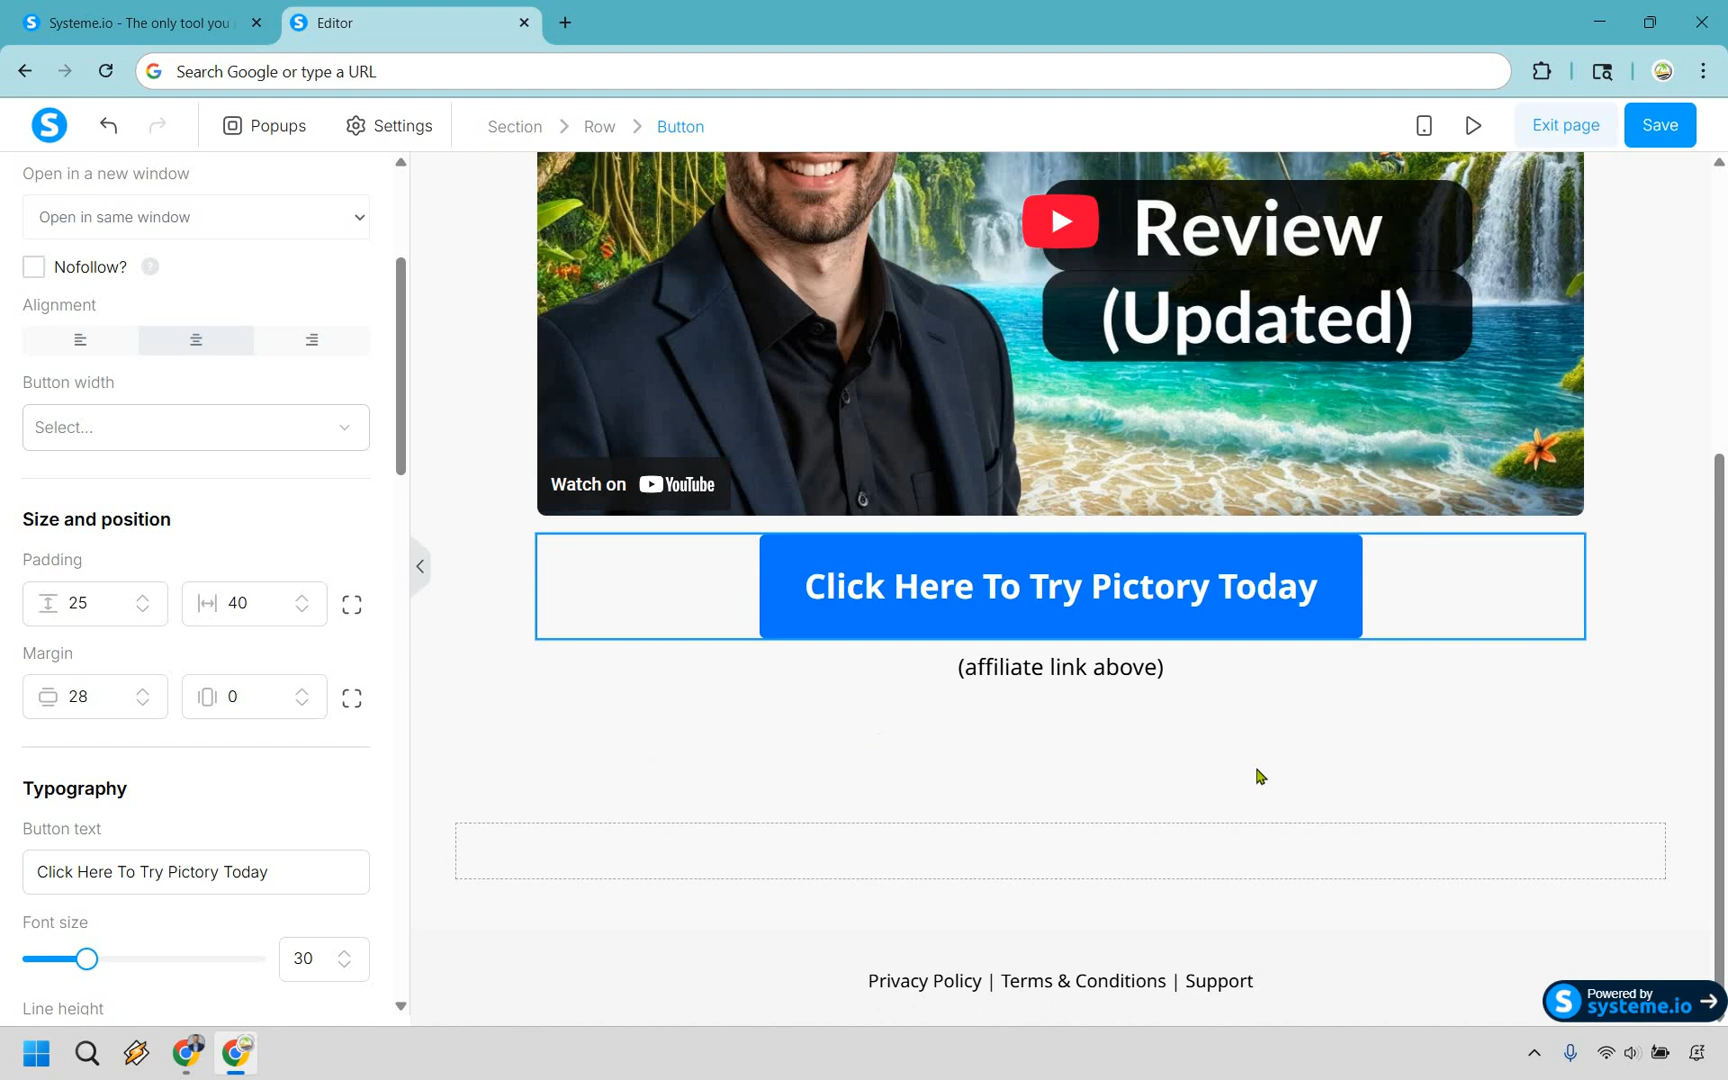 Systeme.io - The only tool you
Editor
Search Google or type a URL
S
Popups
Settings
Section
Row
Button
Exit page
Save
Open in a new window
Open in same window
Nofollow?
?
Alignment
Button width
Select...
Size and position
Padding
25
40
Margin
28
0
Typography
Button text
Click Here To Try Pictory Today
Font size
30
Line height
Review
(Updated)
Watch on YouTube
Click Here To Try Pictory Today
(affiliate link above)
Privacy Policy | Terms & Conditions | Support
S
Powered by
systeme.io